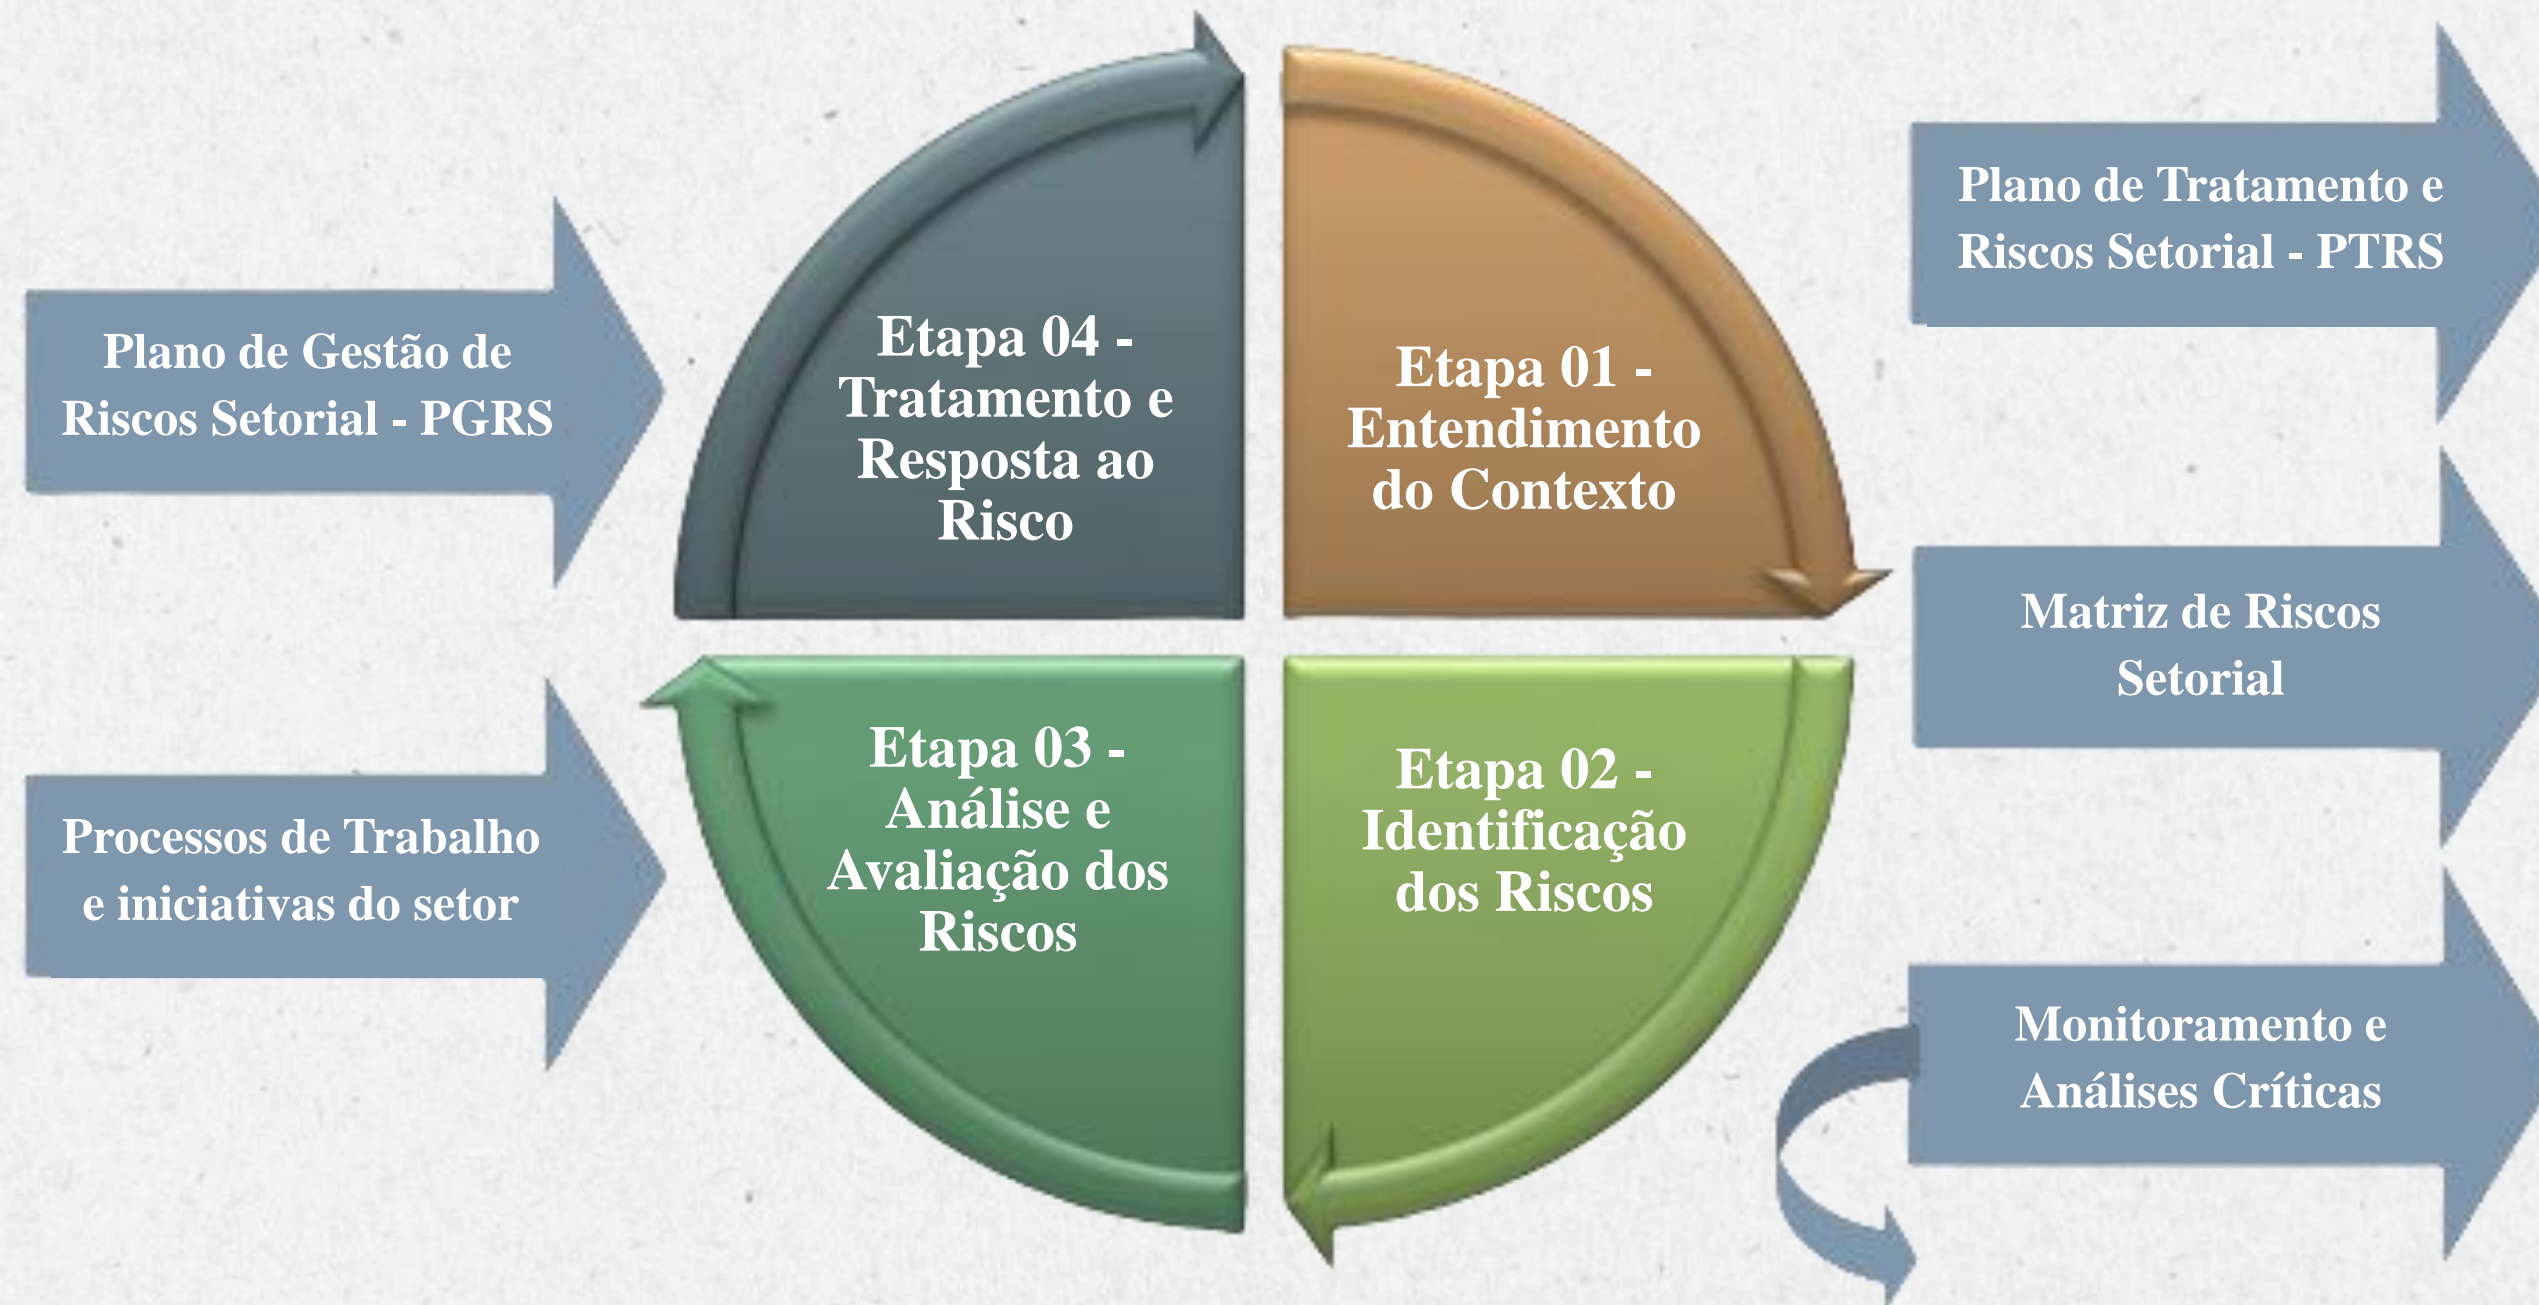 Plano de Gestão de
Riscos Setorial - PGRS
Processos de Trabalho
e iniciativas do setor
Etapa 04 -
Tratamento e
Resposta ao
Risco
Etapa 01 -
Entendimento
do Contexto
Etapa 03 -
Análise e
Avaliação dos
Riscos
Etapa 02 -
Identificação
dos Riscos
Plano de Tratamento e
Riscos Setorial - PTRS
Matriz de Riscos
Setorial
Monitoramento e
Análises Críticas